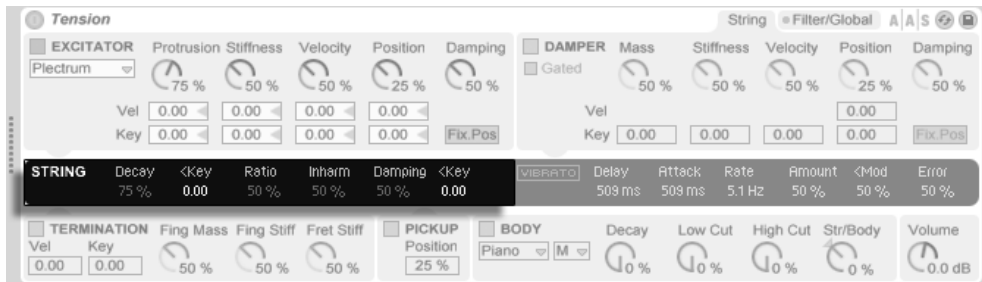 Tension String Filter/Global A A S
EXCITATOR Protrusion Stiffness Velocity Position Damping DAMPER Mass Stiffness Velocity Position Damping
Plectrum 75 % 50 % 50 % 25 % 50 % Gated 50 % 50 % 50 % 25 % 50 %
Vel 0.00 0.00 0.00 0.00 Vel 0.00
Key 0.00 0.00 0.00 0.00 Fix.Pos Key 0.00 0.00 0.00 0.00 Fix.Pos
STRING Decay <Key Ratio Inharm Damping <Key VIBRATO Delay Attack Rate Amount <Mod Error
75 % 0.00 50 % 50 % 50 % 0.00 509 ms 509 ms 5.1 Hz 50 % 50 % 50 %
TERMINATION Fing Mass Fing Stiff Fret Stiff PICKUP BODY Decay Low Cut High Cut Str/Body Volume
Vel Key Position Piano M
0.00 0.00 50 % 50 % 50 % 25 % 0 % 0 % 0 % 0 % 0.0 dB